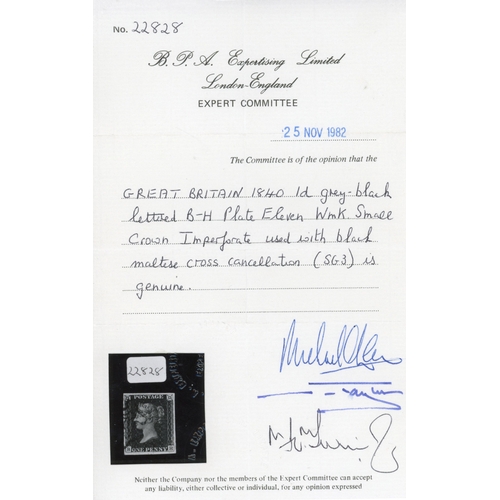 No. 22828
B. P. A. Expertising Limited
London-England
EXPERT COMMITTEE
25 NOV 1982
The Committee is of the opinion that the
GREAT BRITAIN 1840 1d grey-black
lettered B-H Plate Eleven Wmk. Small
Crown Imperforate used with black
maltese cross cancellation (SG3) is
genuine.
22828
POSTAGE
ONE PENNY
Neither the Company nor the members of the Expert Committee can accept
any liability, either collective or individual, for any opinion expressed